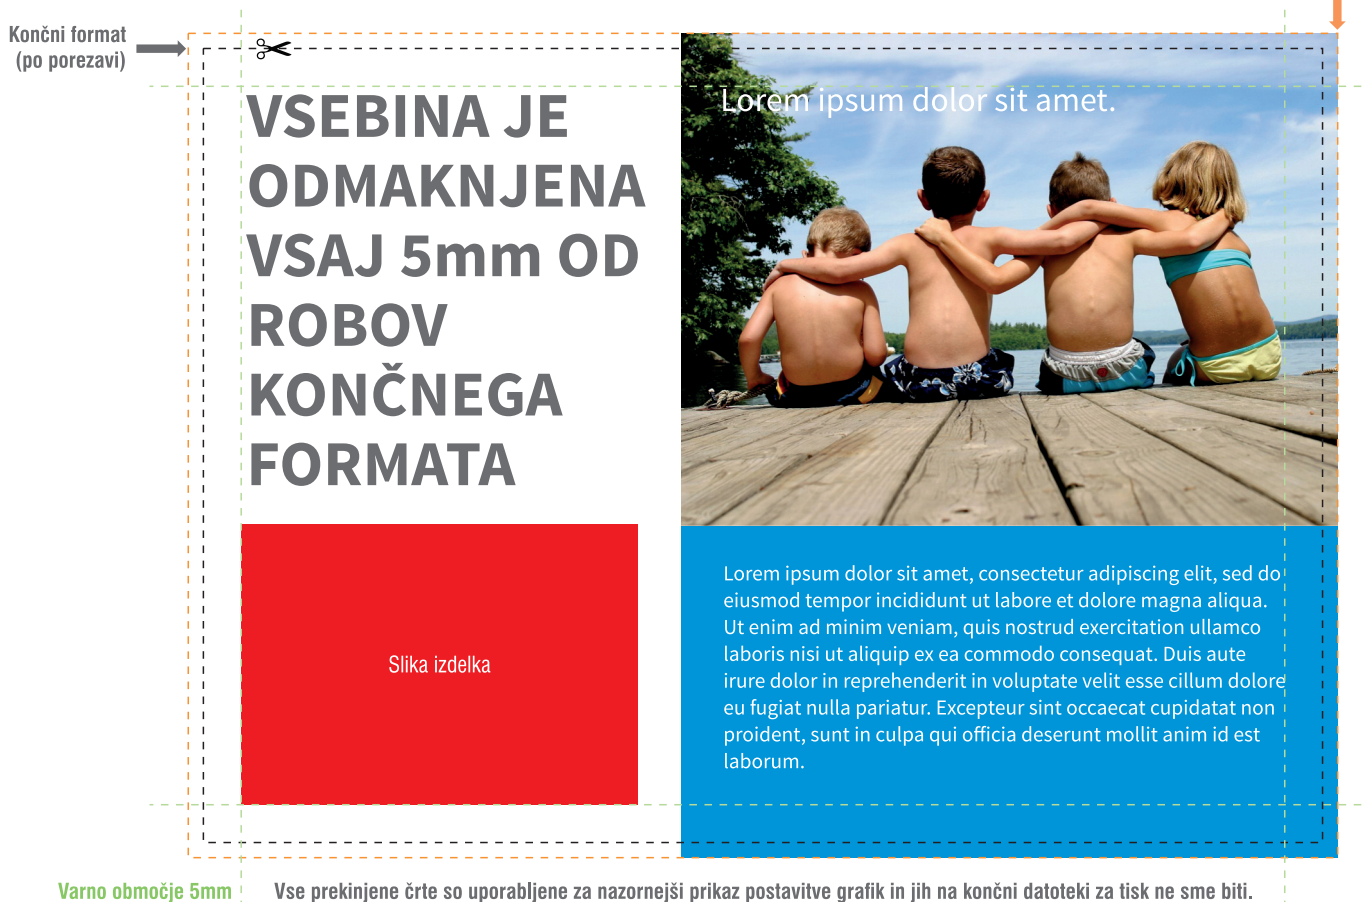 Končni format
(po porezavi)
VSEBINA JE
ODMAKNJENA
VSAJ 5mm OD
ROBOV
KONČNEGA
FORMATA
Slika izdelka
Lorem ipsum dolor sit amet.
Lorem ipsum dolor sit amet, consectetur adipiscing elit, sed do
eiusmod tempor incididunt ut labore et dolore magna aliqua.
Ut enim ad minim veniam, quis nostrud exercitation ullamco
laboris nisi ut aliquip ex ea commodo consequat. Duis aute
irure dolor in reprehenderit in voluptate velit esse cillum dolore
eu fugiat nulla pariatur. Excepteur sint occaecat cupidatat non
proident, sunt in culpa qui officia deserunt mollit anim id est
laborum.
Varno območje 5mm
Vse prekinjene črte so uporabljene za nazornejši prikaz postavitve grafik in jih na končni datoteki za tisk ne sme biti.